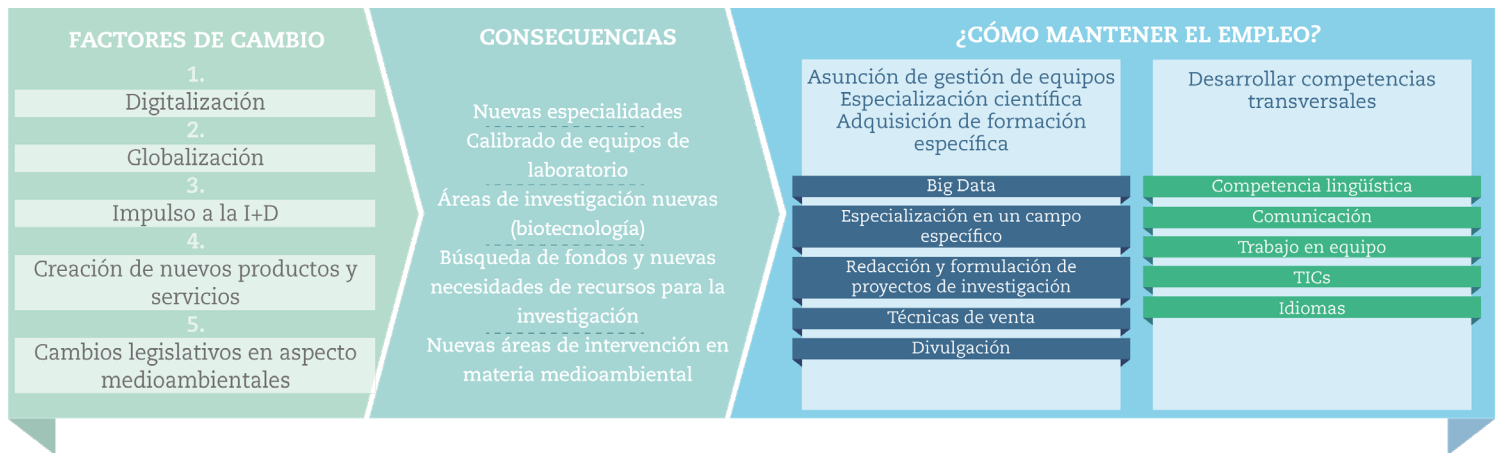 FACTORES DE CAMBIO
1.
Digitalización
2.
Globalización
3.
Impulso a la I+D
4.
Creación de nuevos productos y
servicios
5.
Cambios legislativos en aspecto
medioambientales
CONSECUENCIAS
Nuevas especialidades
Calibrado de equipos de
laboratorio
Áreas de investigación nuevas
(biotecnología)
Búsqueda de fondos y nuevas
necesidades de recursos para la
investigación
Nuevas áreas de intervención en
materia medioambiental
¿CÓMO MANTENER EL EMPLEO?
Asunción de gestión de equipos
Especialización científica
Adquisición de formación
específica
Big Data
Especialización en un campo
específico
Redacción y formulación de
proyectos de investigación
Técnicas de venta
Divulgación
Desarrollar competencias
transversales
Competencia lingüística
Comunicación
Trabajo en equipo
TICs
Idiomas